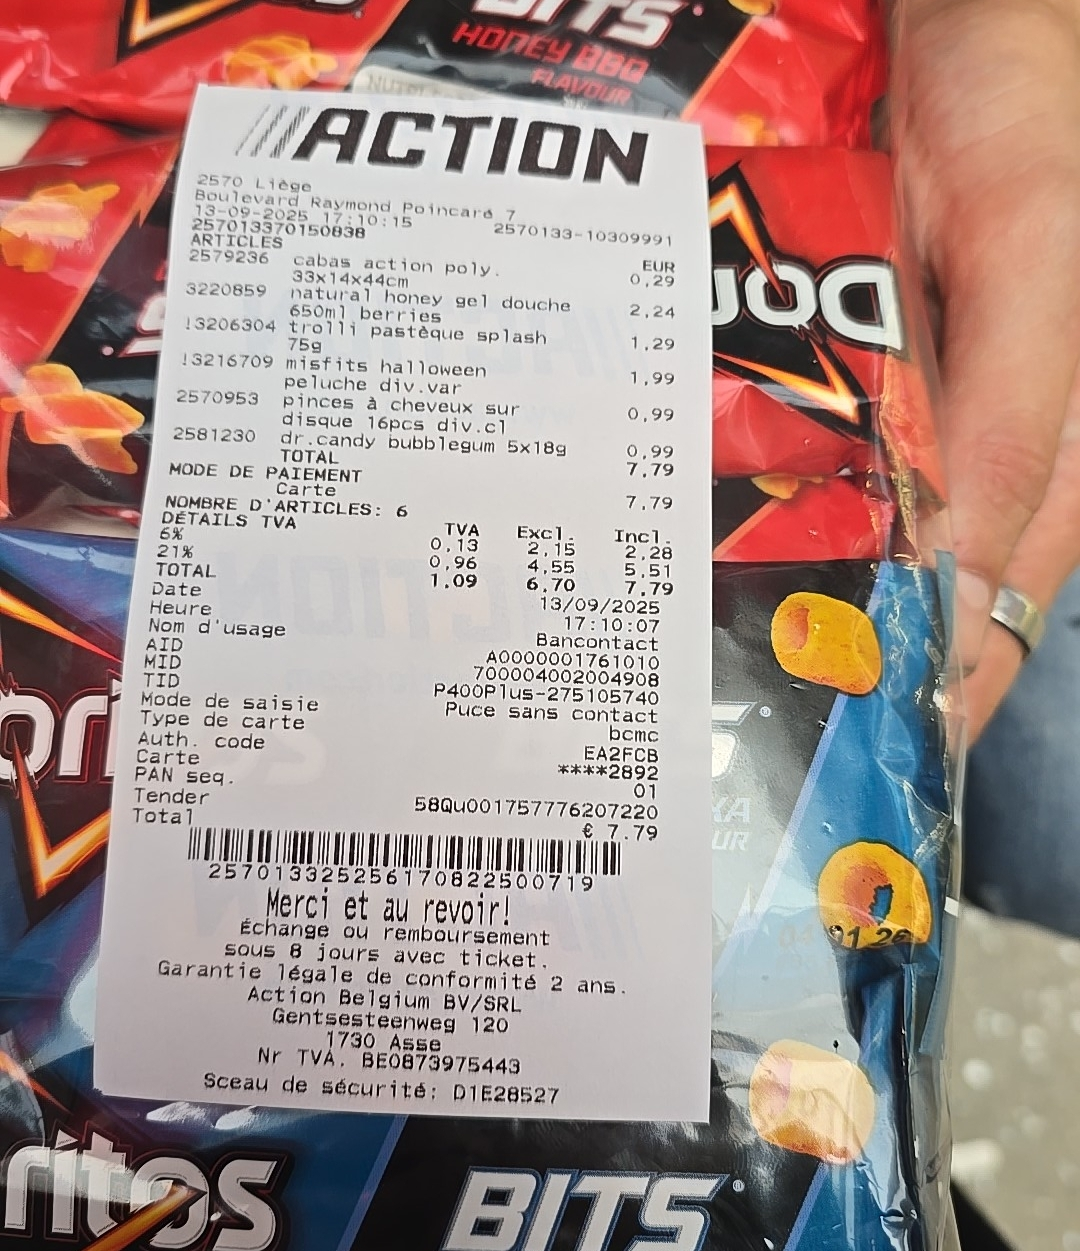 BITS
HONEY BBQ
FLAVOUR
ACTION
2570 Liège
Boulevard Raymond Poincaré 7
13-09-2025 17:10:15 2570133-10309991
257013370150838
ARTICLES EUR
2579236 cabas action poly. 0,29
33x14x44cm
3220859 natural honey gel douche 2,24
650ml berries
!3206304 trolli pastèque splash 1,29
75g
!3216709 misfits halloween 1,99
peluche div.var
2570953 pinces à cheveux sur 0,99
disque 16pcs div.cl
2581230 dr.candy bubblegum 5x18g 0,99
TOTAL 7,79
MODE DE PAIEMENT
Carte 7,79
NOMBRE D'ARTICLES: 6
DÉTAILS TVA TVA Excl. Incl.
6% 0,13 2,15 2,28
21% 0,96 4,55 5,51
TOTAL 1,09 6,70 7,79
Date 13/09/2025
Heure 17:10:07
Nom d'usage Bancontact
AID A0000001761010
MID 700004002004908
TID P400Plus-275105740
Mode de saisie Puce sans contact
Type de carte bcmc
Auth. code EA2FCB
Carte ****2892
PAN seq. 01
Tender 58Qu001757776207220
Total € 7.79
257013325256170822500719
Merci et au revoir!
Échange ou remboursement
sous 8 jours avec ticket.
Garantie légale de conformité 2 ans.
Action Belgium BV/SRL
Gentsesteenweg 120
1730 Asse
Nr TVA. BE0873975443
Sceau de sécurité: D1E28527
ritos
BITS